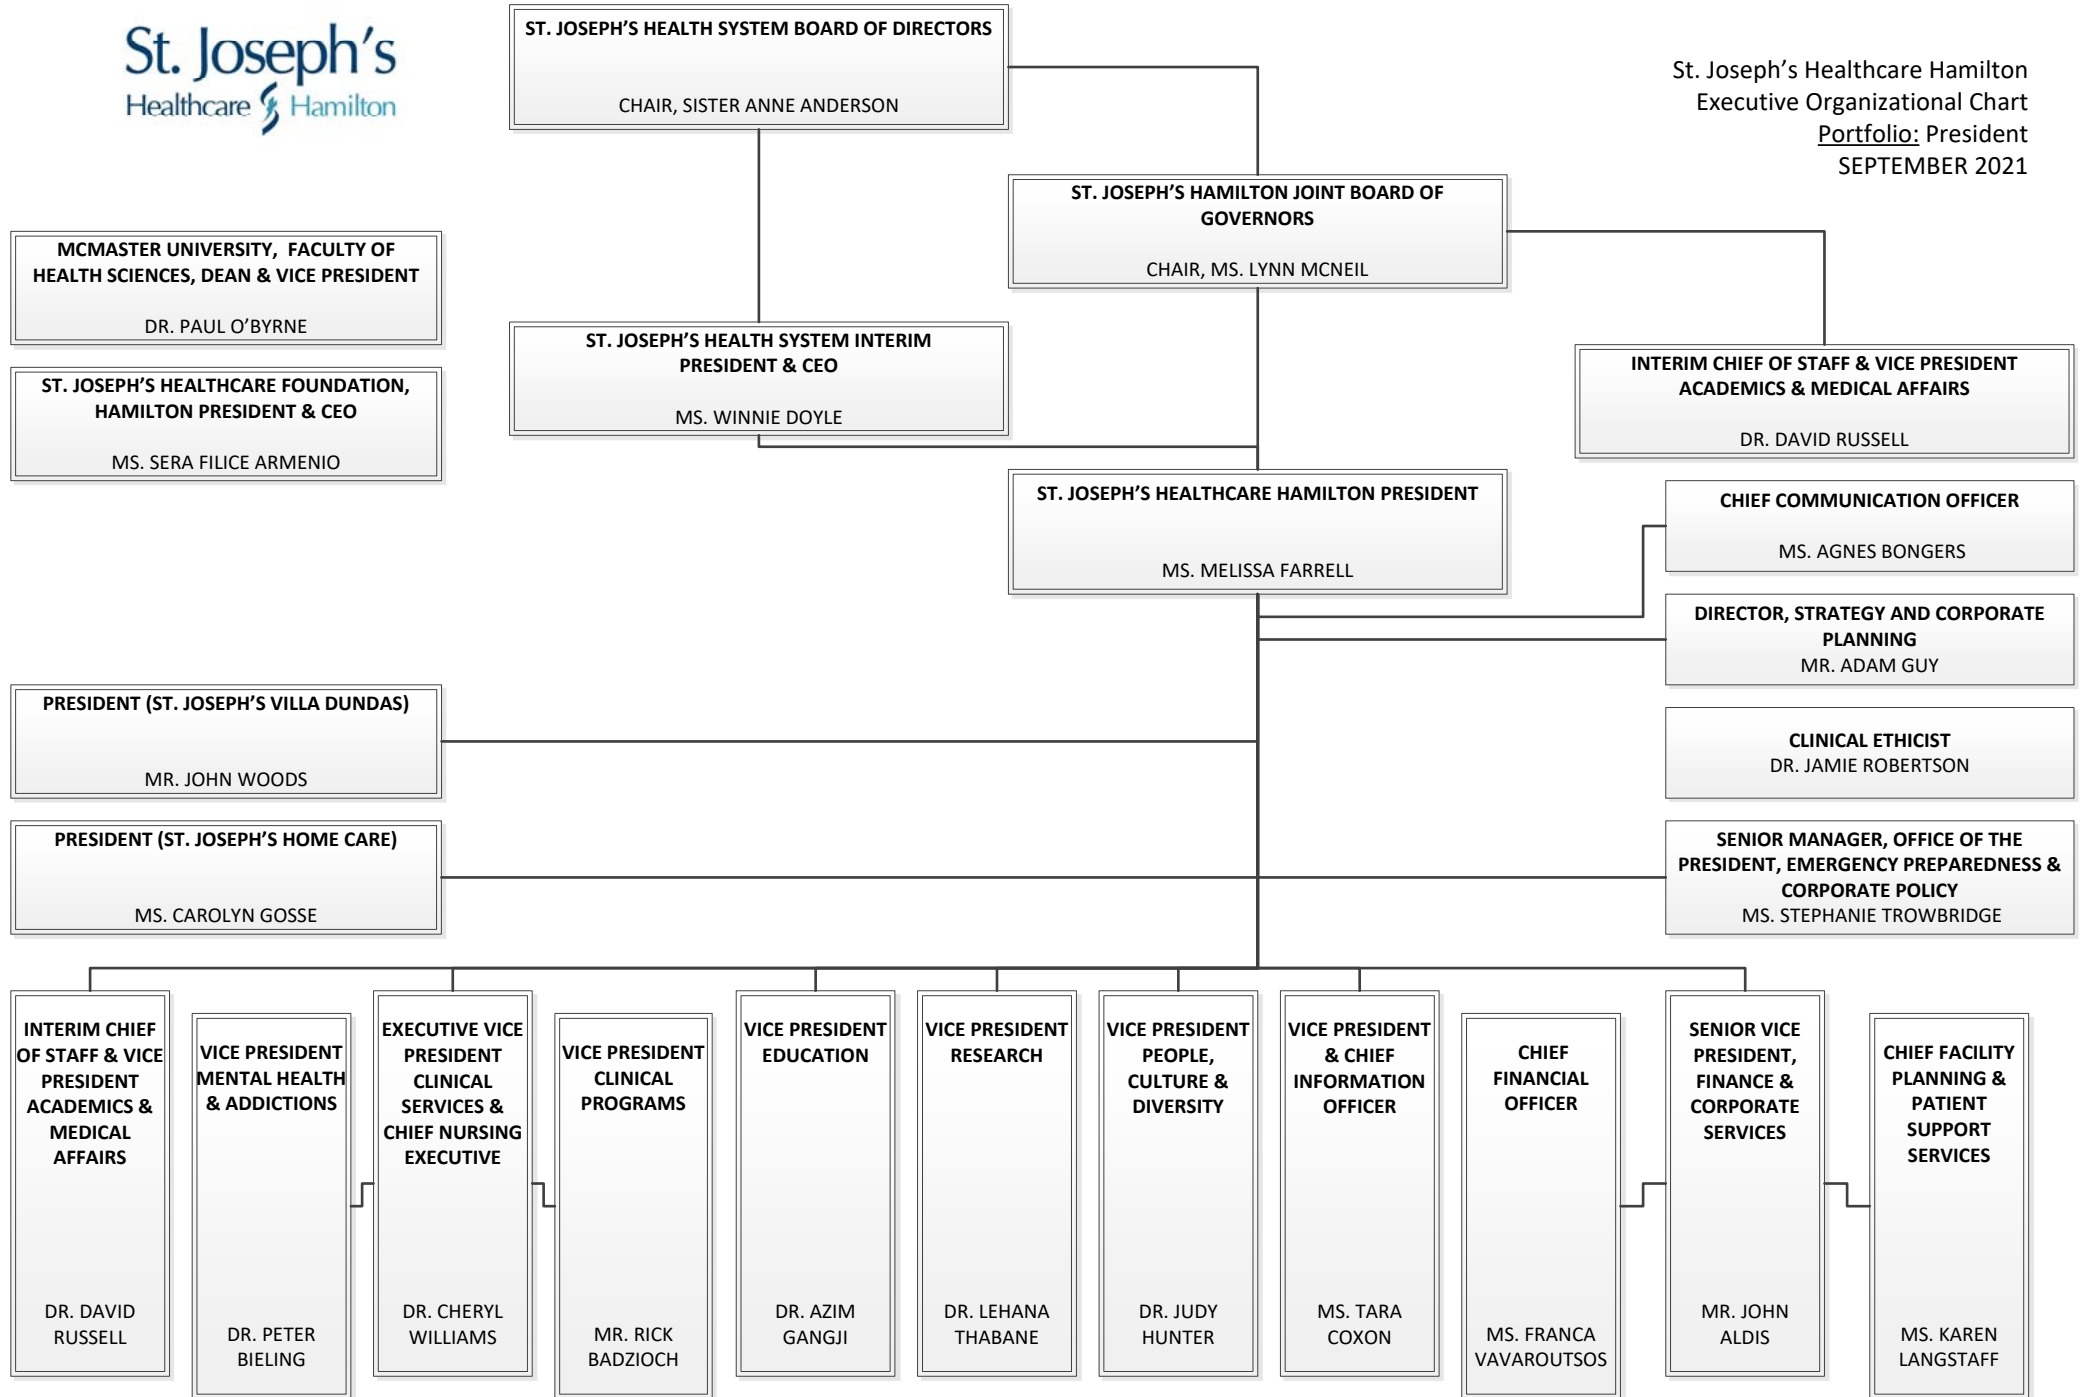 St. Joseph's
Healthcare Hamilton
St. Joseph's Healthcare Hamilton
Executive Organizational Chart
Portfolio: President
SEPTEMBER 2021
ST. JOSEPH'S HEALTH SYSTEM BOARD OF DIRECTORS
CHAIR, SISTER ANNE ANDERSON
ST. JOSEPH'S HAMILTON JOINT BOARD OF
GOVERNORS
CHAIR, MS. LYNN MCNEIL
MCMASTER UNIVERSITY, FACULTY OF
HEALTH SCIENCES, DEAN & VICE PRESIDENT
DR. PAUL O'BYRNE
ST. JOSEPH'S HEALTHCARE FOUNDATION,
HAMILTON PRESIDENT & CEO
MS. SERA FILICE ARMENIO
ST. JOSEPH'S HEALTH SYSTEM INTERIM
PRESIDENT & CEO
MS. WINNIE DOYLE
INTERIM CHIEF OF STAFF & VICE PRESIDENT
ACADEMICS & MEDICAL AFFAIRS
DR. DAVID RUSSELL
ST. JOSEPH'S HEALTHCARE HAMILTON PRESIDENT
MS. MELISSA FARRELL
CHIEF COMMUNICATION OFFICER
MS. AGNES BONGERS
DIRECTOR, STRATEGY AND CORPORATE
PLANNING
MR. ADAM GUY
PRESIDENT (ST. JOSEPH'S VILLA DUNDAS)
MR. JOHN WOODS
CLINICAL ETHICIST
DR. JAMIE ROBERTSON
PRESIDENT (ST. JOSEPH'S HOME CARE)
MS. CAROLYN GOSSE
SENIOR MANAGER, OFFICE OF THE
PRESIDENT, EMERGENCY PREPAREDNESS &
CORPORATE POLICY
MS. STEPHANIE TROWBRIDGE
INTERIM CHIEF
OF STAFF & VICE
PRESIDENT
ACADEMICS &
MEDICAL
AFFAIRS
DR. DAVID
RUSSELL
VICE PRESIDENT
MENTAL HEALTH
& ADDICTIONS
DR. PETER
BIELING
EXECUTIVE VICE
PRESIDENT
CLINICAL
SERVICES &
CHIEF NURSING
EXECUTIVE
DR. CHERYL
WILLIAMS
VICE PRESIDENT
CLINICAL
PROGRAMS
MR. RICK
BADZIOCH
VICE PRESIDENT
EDUCATION
DR. AZIM
GANGJI
VICE PRESIDENT
RESEARCH
DR. LEHANA
THABANE
VICE PRESIDENT
PEOPLE,
CULTURE &
DIVERSITY
DR. JUDY
HUNTER
VICE PRESIDENT
& CHIEF
INFORMATION
OFFICER
MS. TARA
COXON
CHIEF
FINANCIAL
OFFICER
MS. FRANCA
VAVAROUTSOS
SENIOR VICE
PRESIDENT,
FINANCE &
CORPORATE
SERVICES
MR. JOHN
ALDIS
CHIEF FACILITY
PLANNING &
PATIENT
SUPPORT
SERVICES
MS. KAREN
LANGSTAFF